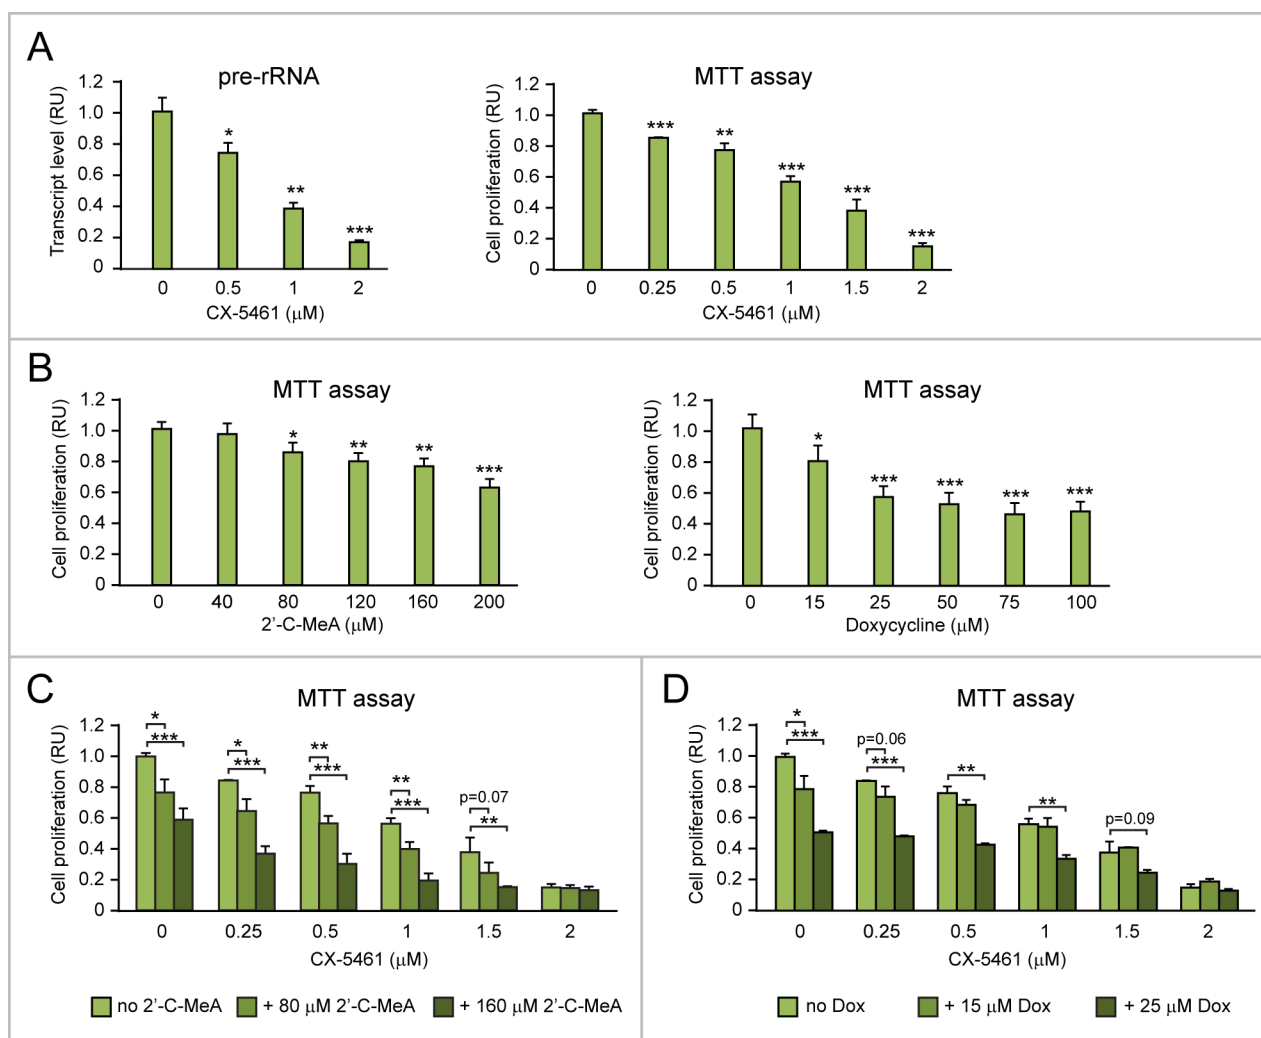 A
pre-rRNA
Transcript level (RU)
1.2
1.0
0.8
0.6
0.4
0.2
0
*
**
***
0 0.5 1 2
CX-5461 (μM)
MTT assay
Cell proliferation (RU)
1.2
1.0
0.8
0.6
0.4
0.2
0
***
**
***
***
***
0 0.25 0.5 1 1.5 2
CX-5461 (μM)
B
MTT assay
Cell proliferation (RU)
1.2
1.0
0.8
0.6
0.4
0.2
0
*
**
**
***
0 40 80 120 160 200
2'-C-MeA (μM)
MTT assay
Cell proliferation (RU)
1.2
1.0
0.8
0.6
0.4
0.2
0
*
***
***
***
***
0 15 25 50 75 100
Doxycycline (μM)
C
MTT assay
Cell proliferation (RU)
1.2
1.0
0.8
0.6
0.4
0.2
0
*
***
*
***
**
***
**
***
p=0.07
**
0 0.25 0.5 1 1.5 2
CX-5461 (μM)
no 2'-C-MeA + 80 μM 2'-C-MeA + 160 μM 2'-C-MeA
D
MTT assay
Cell proliferation (RU)
1.2
1.0
0.8
0.6
0.4
0.2
0
*
***
p=0.06
***
**
**
p=0.09
0 0.25 0.5 1 1.5 2
CX-5461 (μM)
no Dox + 15 μM Dox + 25 μM Dox